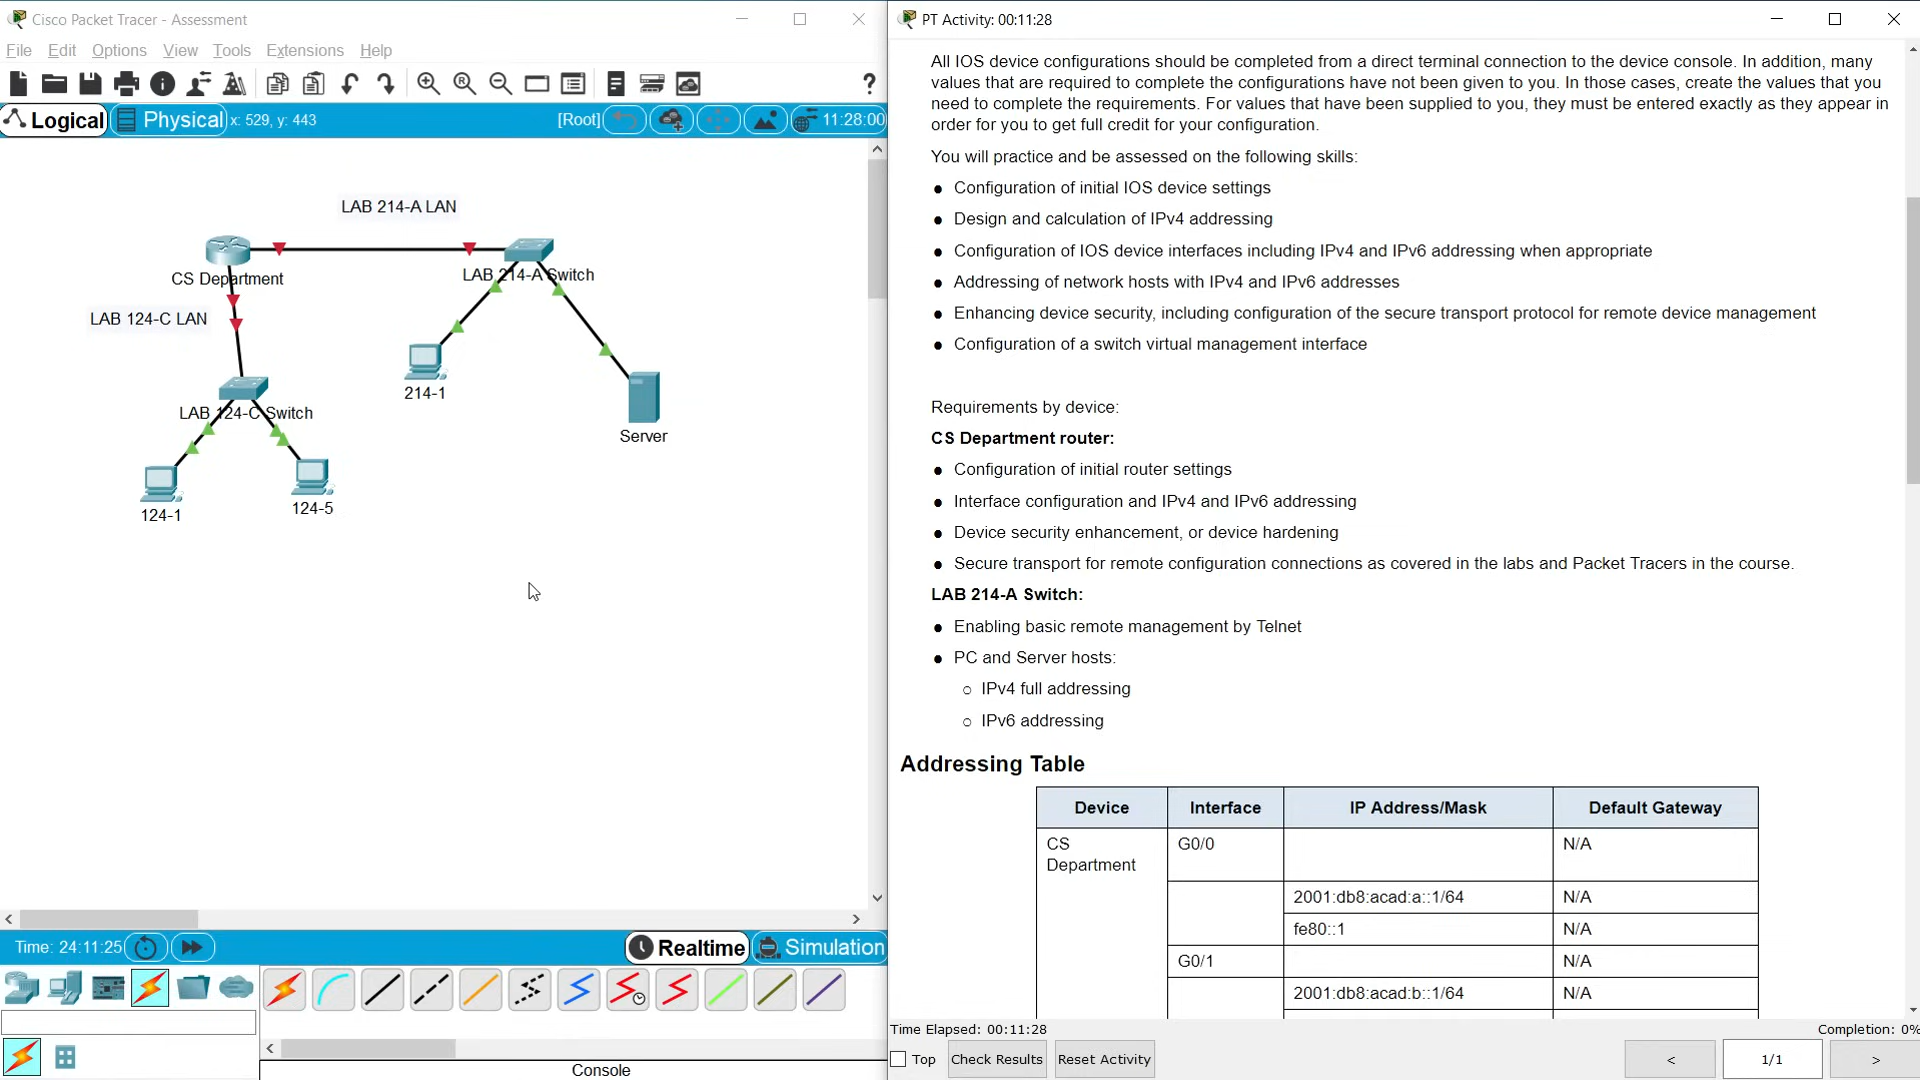 Cisco Packet Tracer - Assessment
File Edit Options View Tools Extensions Help
?
Logical Physical x: 529, y: 443 [Root] 11:28:00
LAB 214-A LAN
CS Department
LAB 214-A Switch
LAB 124-C LAN
214-1
LAB 124-C Switch
Server
124-1
124-5
Time: 24:11:25 Realtime Simulation
Console
PT Activity: 00:11:28
All IOS device configurations should be completed from a direct terminal connection to the device console. In addition, many
values that are required to complete the configurations have not been given to you. In those cases, create the values that you
need to complete the requirements. For values that have been supplied to you, they must be entered exactly as they appear in
order for you to get full credit for your configuration.
You will practice and be assessed on the following skills:
● Configuration of initial IOS device settings
● Design and calculation of IPv4 addressing
● Configuration of IOS device interfaces including IPv4 and IPv6 addressing when appropriate
● Addressing of network hosts with IPv4 and IPv6 addresses
● Enhancing device security, including configuration of the secure transport protocol for remote device management
● Configuration of a switch virtual management interface
Requirements by device:
CS Department router:
● Configuration of initial router settings
● Interface configuration and IPv4 and IPv6 addressing
● Device security enhancement, or device hardening
● Secure transport for remote configuration connections as covered in the labs and Packet Tracers in the course.
LAB 214-A Switch:
● Enabling basic remote management by Telnet
● PC and Server hosts:
○ IPv4 full addressing
○ IPv6 addressing
Addressing Table
Device Interface IP Address/Mask Default Gateway
CS Department G0/0 N/A
2001:db8:acad:a::1/64 N/A
fe80::1 N/A
G0/1 N/A
2001:db8:acad:b::1/64 N/A
Time Elapsed: 00:11:28 Completion: 0%
Top Check Results Reset Activity < 1/1 >